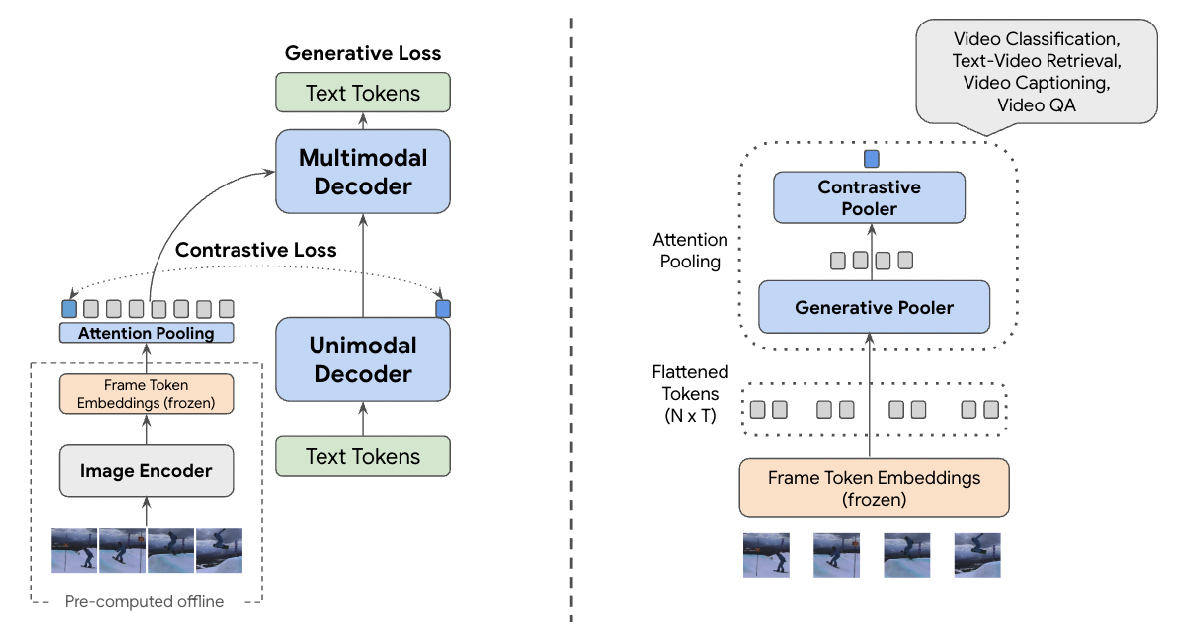 Generative Loss
Text Tokens
Multimodal
Decoder
Contrastive Loss
Attention Pooling
Unimodal
Decoder
Frame Token
Embeddings (frozen)
Image Encoder
Text Tokens
Pre-computed offline
Video Classification,
Text-Video Retrieval,
Video Captioning,
Video QA
Contrastive
Pooler
Attention
Pooling
Generative Pooler
Flattened
Tokens
(N x T)
Frame Token Embeddings
(frozen)